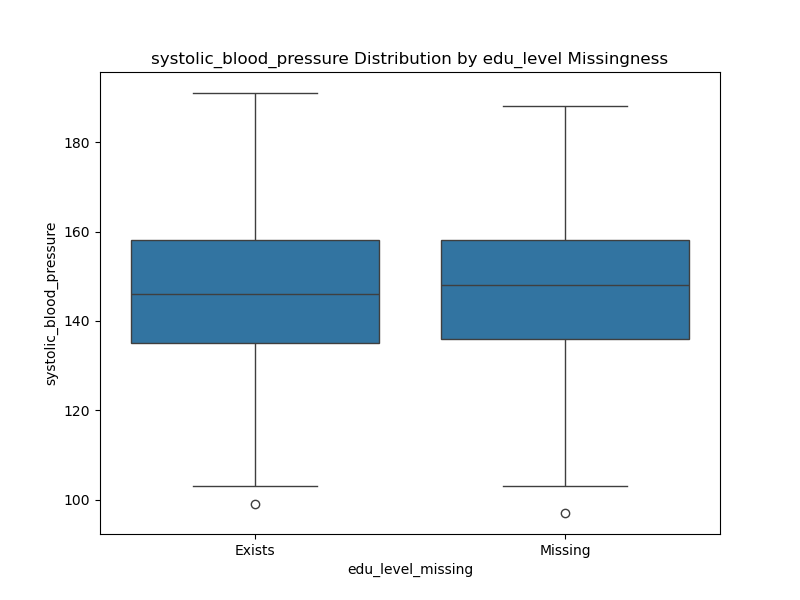 systolic_blood_pressure Distribution by edu_level Missingness
180
160
140
120
100
systolic_blood_pressure
Exists
Missing
edu_level_missing